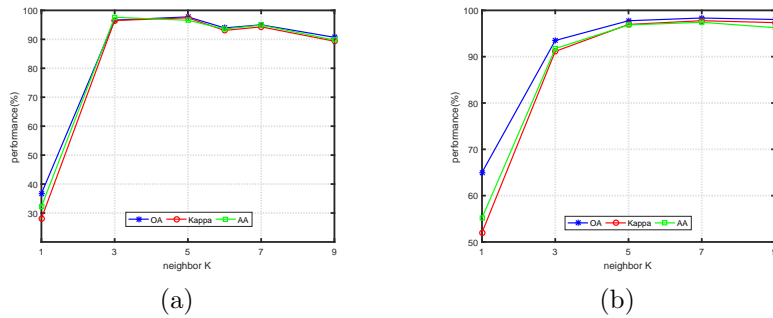 100
90
80
70
60
50
40
30
performance(%)
OA Kappa AA
1 3 5 7 9
neighbor K
(a)
100
90
80
70
60
50
performance(%)
OA Kappa AA
1 3 5 7 9
neighbor K
(b)